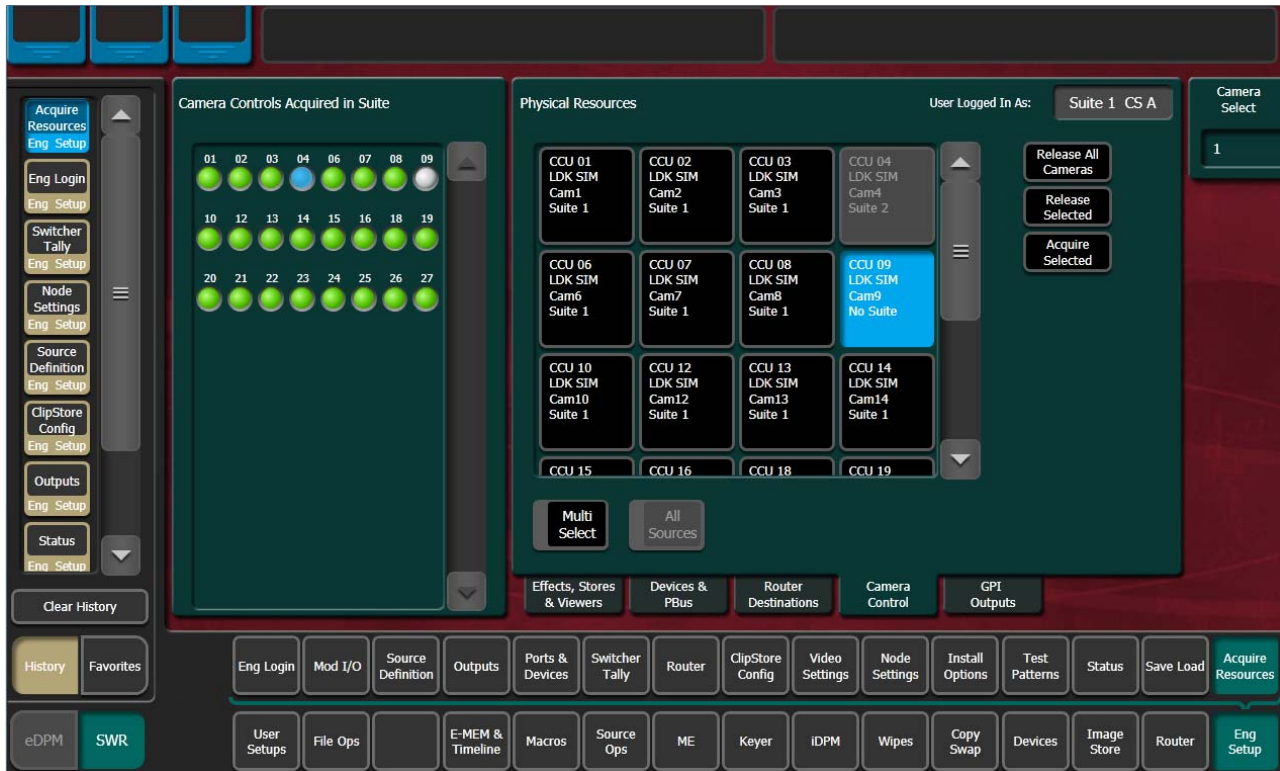 Acquire
Resources
Eng Setup
Eng Login
Eng Setup
Switcher
Tally
Eng Setup
Node
Settings
Eng Setup
Source
Definition
Eng Setup
ClipStore
Config
Eng Setup
Outputs
Eng Setup
Status
Eng Setup
Clear History
History
Favorites
eDPM
SWR
Camera Controls Acquired in Suite
01 02 03 04 06 07 08 09
10 12 13 14 15 16 18 19
20 21 22 23 24 25 26 27
Physical Resources
User Logged In As:
Suite 1 CS A
CCU 01
LDK SIM
Cam1
Suite 1
CCU 02
LDK SIM
Cam2
Suite 1
CCU 03
LDK SIM
Cam3
Suite 1
CCU 04
LDK SIM
Cam4
Suite 2
CCU 06
LDK SIM
Cam6
Suite 1
CCU 07
LDK SIM
Cam7
Suite 1
CCU 08
LDK SIM
Cam8
Suite 1
CCU 09
LDK SIM
Cam9
No Suite
CCU 10
LDK SIM
Cam10
Suite 1
CCU 12
LDK SIM
Cam12
Suite 1
CCU 13
LDK SIM
Cam13
Suite 1
CCU 14
LDK SIM
Cam14
Suite 1
CCU 15
CCU 16
CCU 18
CCU 19
Release All
Cameras
Release
Selected
Acquire
Selected
Multi
Select
All
Sources
Effects, Stores
& Viewers
Devices &
PBus
Router
Destinations
Camera
Control
GPI
Outputs
Camera
Select
1
Eng Login
Mod I/O
Source
Definition
Outputs
Ports &
Devices
Switcher
Tally
Router
ClipStore
Config
Video
Settings
Node
Settings
Install
Options
Test
Patterns
Status
Save Load
Acquire
Resources
User
Setups
File Ops
E-MEM &
Timeline
Macros
Source
Ops
ME
Keyer
iDPM
Wipes
Copy
Swap
Devices
Image
Store
Router
Eng
Setup